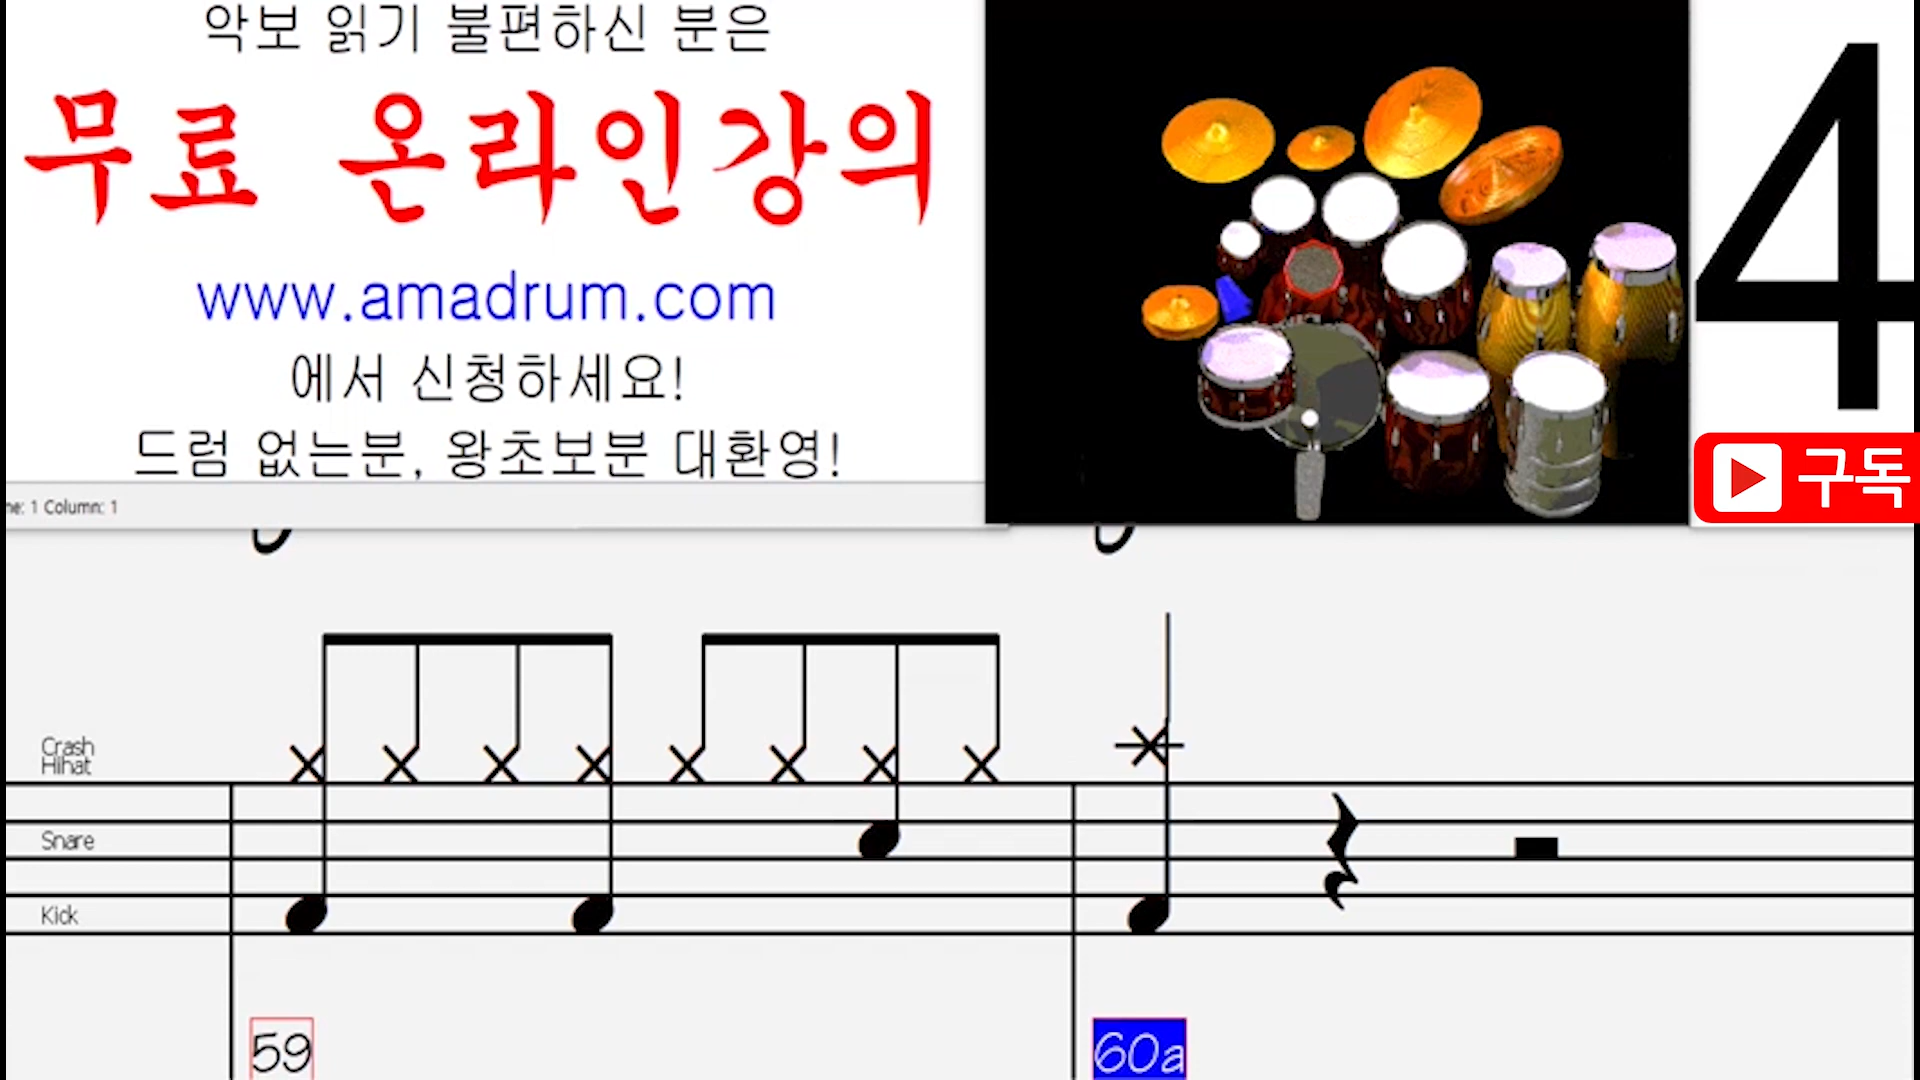 악보 읽기 불편하신 분은
무료 온라인강의
www.amadrum.com
에서 신청하세요!
드럼 없는분, 왕초보분 대환영!
4
구독
ne: 1 Column: 1
Crash
Hihat
Snare
Kick
59
60a